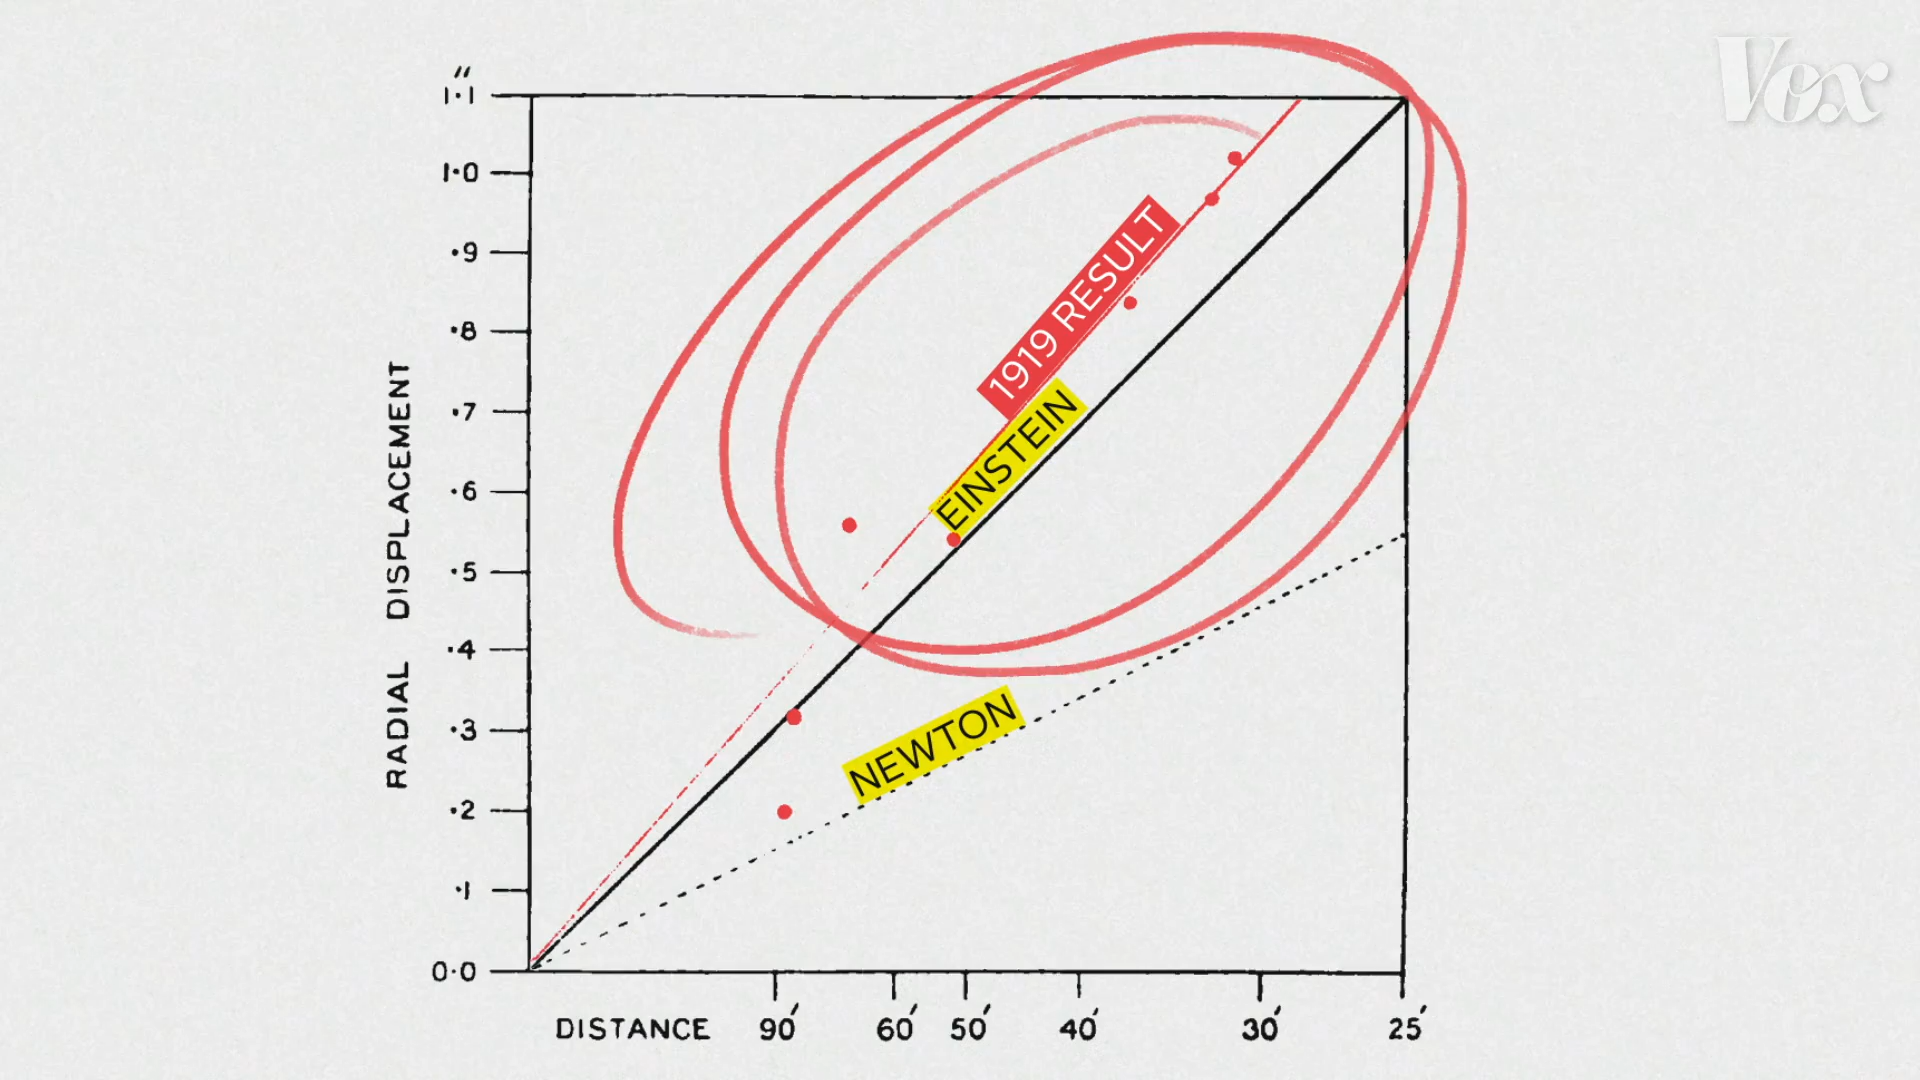 Vox
″
1·1
1·0
·9
·8
·7
·6
·5
·4
·3
·2
·1
0·0
RADIAL DISPLACEMENT
1919 RESULT
EINSTEIN
NEWTON
DISTANCE 90′ 60′ 50′ 40′ 30′ 25′